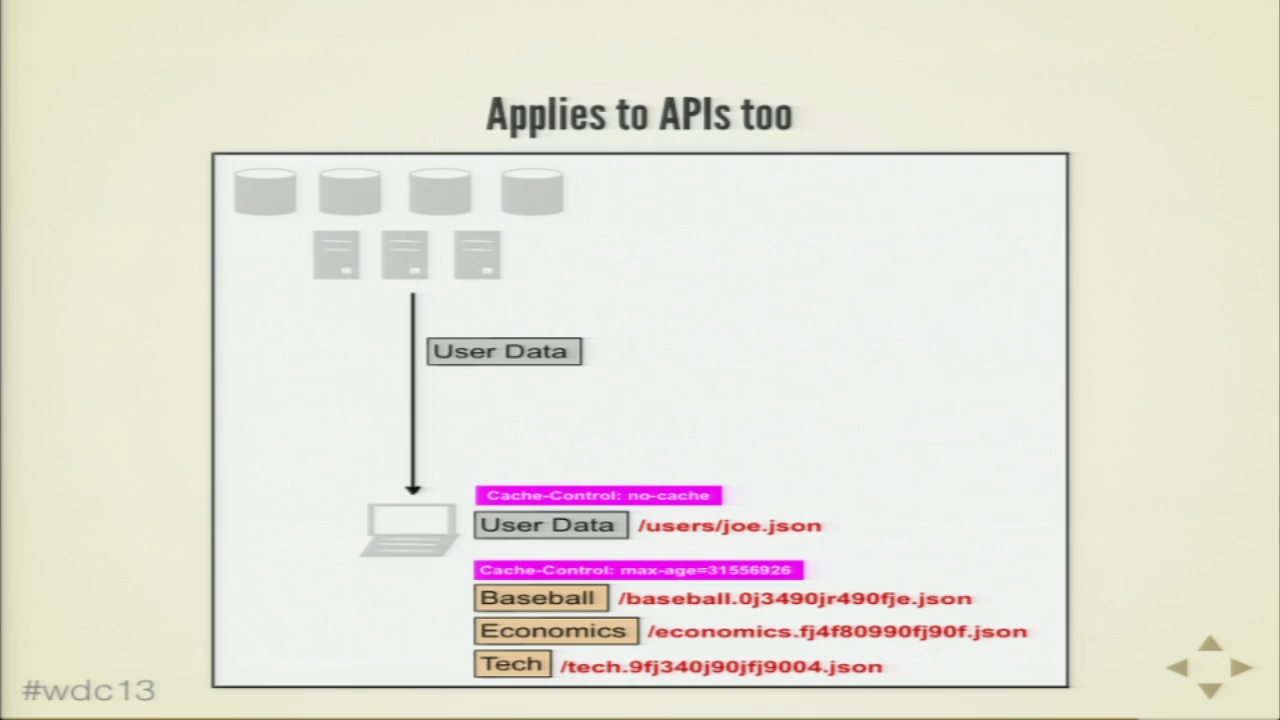 Applies to APIs too
User Data
Cache-Control: no-cache
User Data /users/joe.json
Cache-Control: max-age=31556926
Baseball /baseball.0j3490jr490fje.json
Economics /economics.fj4f80990fj90f.json
Tech /tech.9fj340j90jfj9004.json
#wdc13